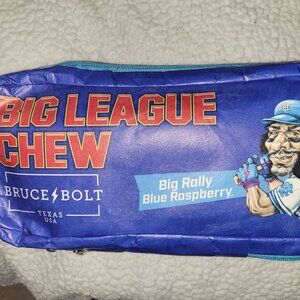 BIG LEAGUE
CHEW
BRUCE BOLT
TEXAS
USA
Big Rally
Blue Raspberry